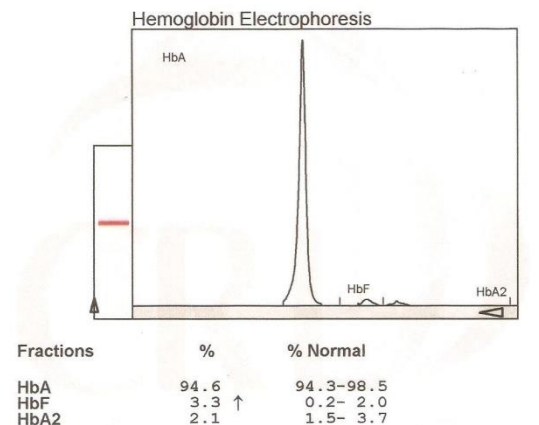 Hemoglobin Electrophoresis
HbA
HbF
HbA2
Fractions % % Normal
HbA 94.6 94.3-98.5
HbF 3.3 ↑ 0.2- 2.0
HbA2 2.1 1.5- 3.7